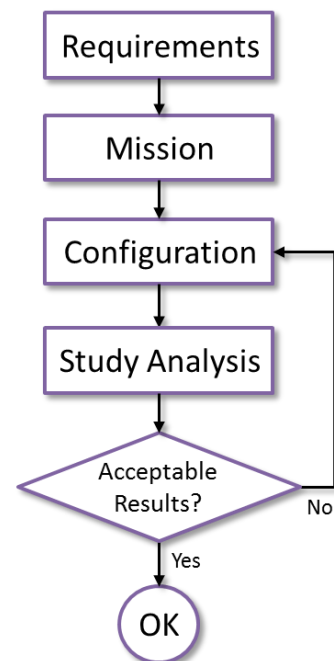 Requirements
Mission
Configuration
Study Analysis
Acceptable
Results?
No
Yes
OK